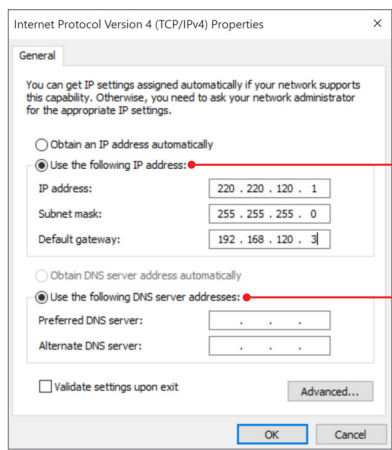 Internet Protocol Version 4 (TCP/IPv4) Properties
General
You can get IP settings assigned automatically if your network supports
this capability. Otherwise, you need to ask your network administrator
for the appropriate IP settings.
Obtain an IP address automatically
Use the following IP address:
IP address: 220 . 220 . 120 . 1
Subnet mask: 255 . 255 . 255 . 0
Default gateway: 192 . 168 . 120 . 3
Obtain DNS server address automatically
Use the following DNS server addresses:
Preferred DNS server: . . .
Alternate DNS server: . . .
Validate settings upon exit
Advanced...
OK Cancel